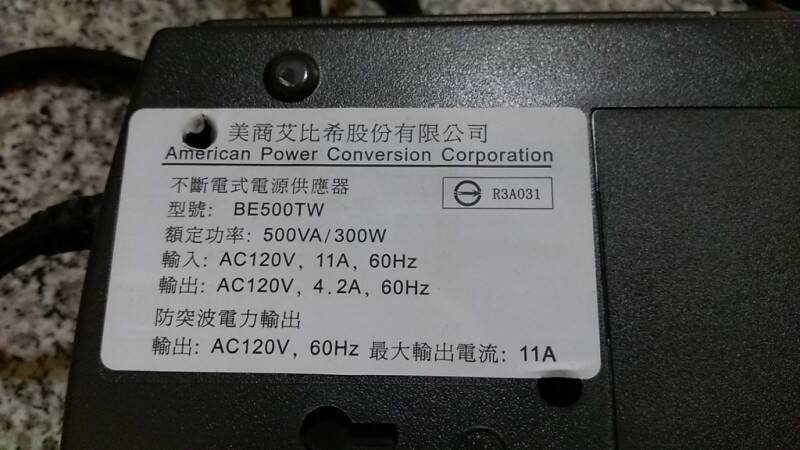 美商艾比希股份有限公司
American Power Conversion Corporation
不斷電式電源供應器
R3A031
型號: BE500TW
額定功率: 500VA/300W
輸入: AC120V, 11A, 60Hz
輸出: AC120V, 4.2A, 60Hz
防突波電力輸出
輸出: AC120V, 60Hz 最大輸出電流: 11A